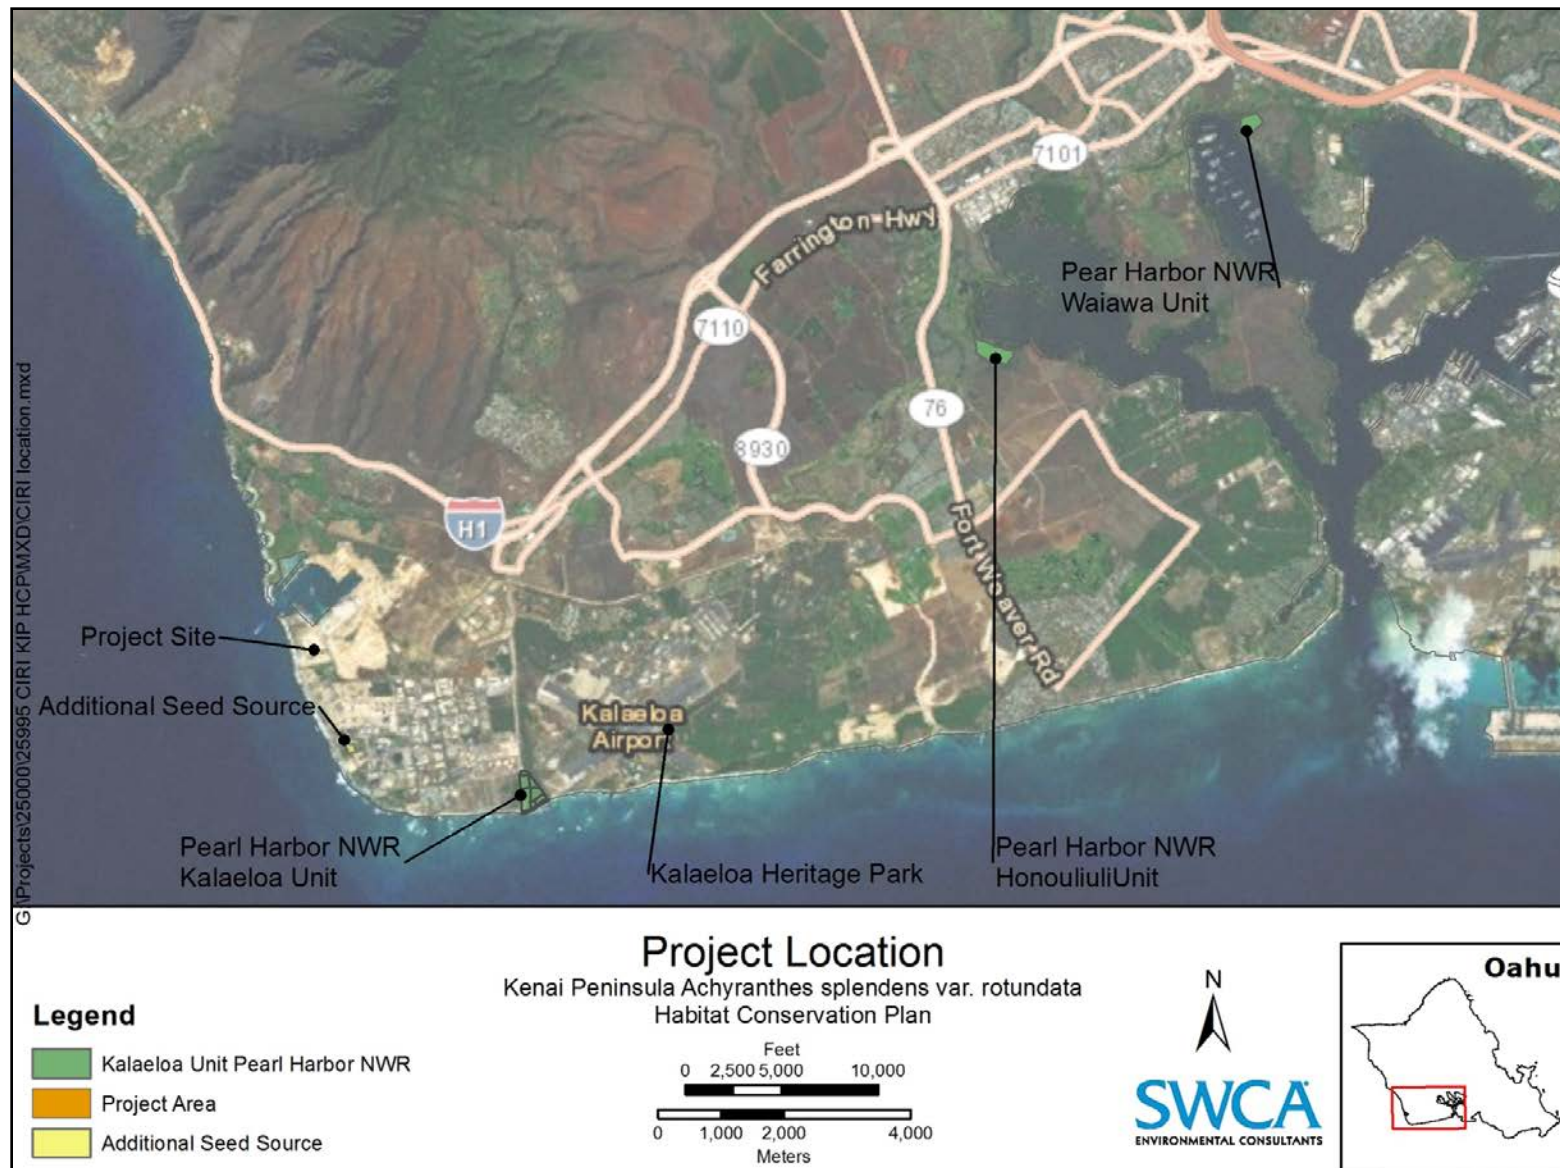 7101
Farrington Hwy
Pear Harbor NWR
Waiawa Unit
7110
76
8930
H1
Fort Weaver Rd
Project Site
Additional Seed Source
Kalaeloa
Airport
Pearl Harbor NWR
Kalaeloa Unit
Kalaeloa Heritage Park
Pearl Harbor NWR
HonouliuliUnit
G:\Projects\25000\25995 CIRI KIP HCP\MXD\CIRI location.mxd
Project Location
Kenai Peninsula Achyranthes splendens var. rotundata
Habitat Conservation Plan
Legend
Kalaeloa Unit Pearl Harbor NWR
Project Area
Additional Seed Source
Feet
0 2,500 5,000 10,000
0 1,000 2,000 4,000
Meters
N
SWCA
ENVIRONMENTAL CONSULTANTS
Oahu